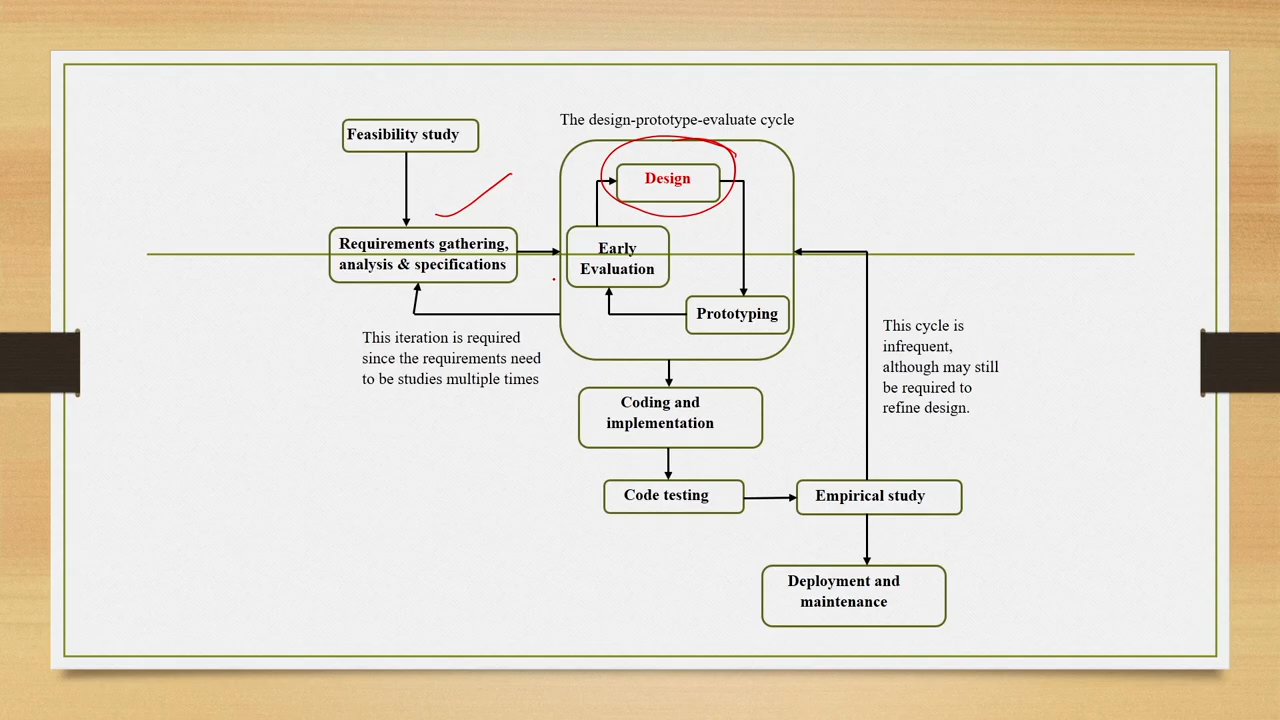 The design-prototype-evaluate cycle
Feasibility study
Design
Requirements gathering,
analysis & specifications
Early
Evaluation
Prototyping
This iteration is required
since the requirements need
to be studies multiple times
This cycle is
infrequent,
although may still
be required to
refine design.
Coding and
implementation
Code testing
Empirical study
Deployment and
maintenance